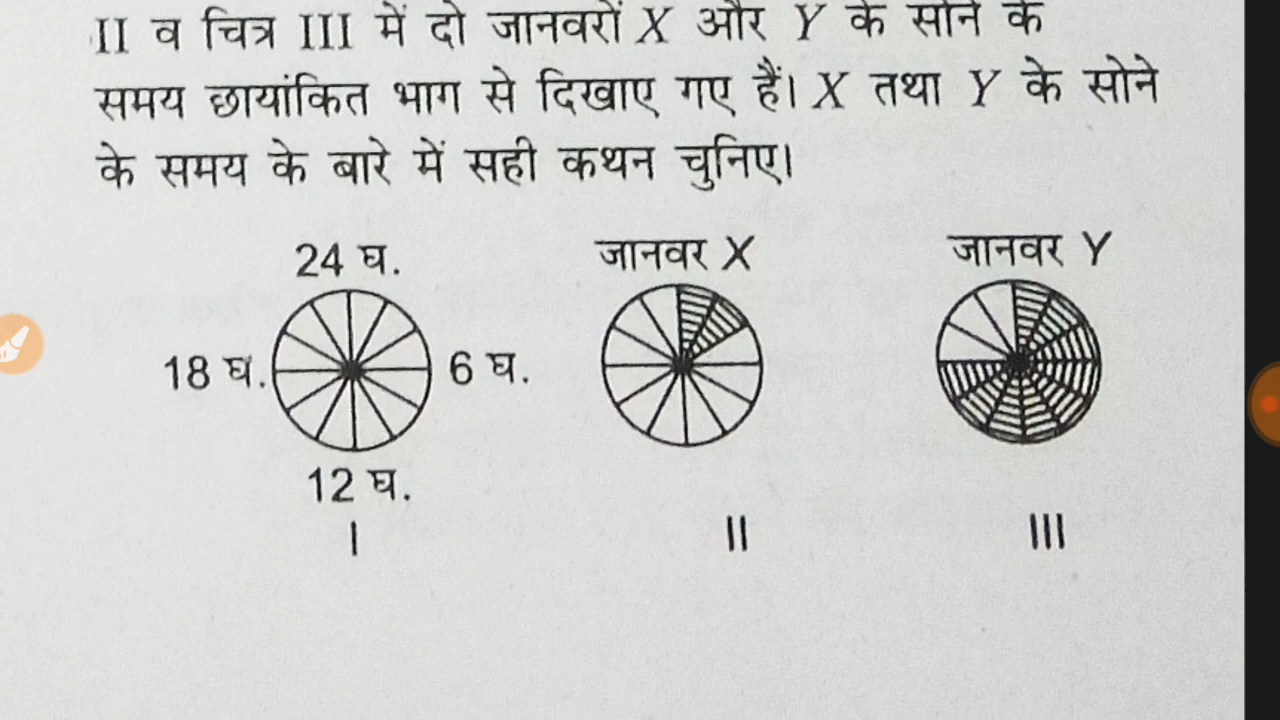 II व चित्र III में दो जानवरों X और Y के सोने के
समय छायांकित भाग से दिखाए गए हैं। X तथा Y के सोने
के समय के बारे में सही कथन चुनिए।
24 घ.
जानवर X
जानवर Y
18 घ.
6 घ.
12 घ.
I
II
III